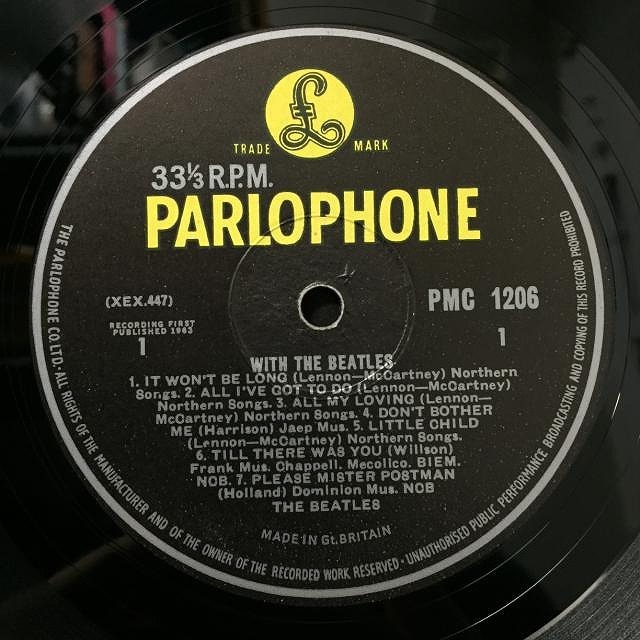 £
TRADE MARK
33⅓ R.P.M.
PARLOPHONE
(XEX.447)
PMC 1206
RECORDING FIRST
PUBLISHED 1963
1
1
WITH THE BEATLES
1. IT WON'T BE LONG (Lennon—McCartney) Northern
Songs. 2. ALL I'VE GOT TO DO (Lennon—McCartney)
Northern Songs. 3. ALL MY LOVING (Lennon—
McCartney) Northern Songs. 4. DON'T BOTHER
ME (Harrison) Jaep Mus. 5. LITTLE CHILD
(Lennon—McCartney) Northern Songs.
6. TILL THERE WAS YOU (Willson)
Frank Mus. Chappell. Mecolico. BIEM.
NOB. 7. PLEASE MISTER POSTMAN
(Holland) Dominion Mus. NOB
THE BEATLES
MADE IN Gt. BRITAIN
THE PARLOPHONE CO. LTD · ALL RIGHTS OF THE MANUFACTURER AND OF THE OWNER OF THE RECORDED WORK RESERVED · UNAUTHORISED PUBLIC PERFORMANCE BROADCASTING AND COPYING OF THIS RECORD PROHIBITED